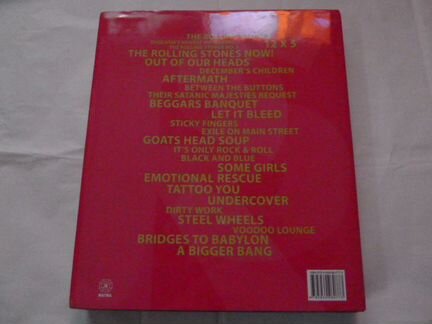 THE ROLLING STONES
12 X 5
THE ROLLING STONES NOW!
OUT OF OUR HEADS
DECEMBER'S CHILDREN
AFTERMATH
BETWEEN THE BUTTONS
THEIR SATANIC MAJESTIES REQUEST
BEGGARS BANQUET
LET IT BLEED
STICKY FINGERS
EXILE ON MAIN STREET
GOATS HEAD SOUP
IT'S ONLY ROCK & ROLL
BLACK AND BLUE
SOME GIRLS
EMOTIONAL RESCUE
TATTOO YOU
UNDERCOVER
DIRTY WORK
STEEL WHEELS
VOODOO LOUNGE
BRIDGES TO BABYLON
A BIGGER BANG